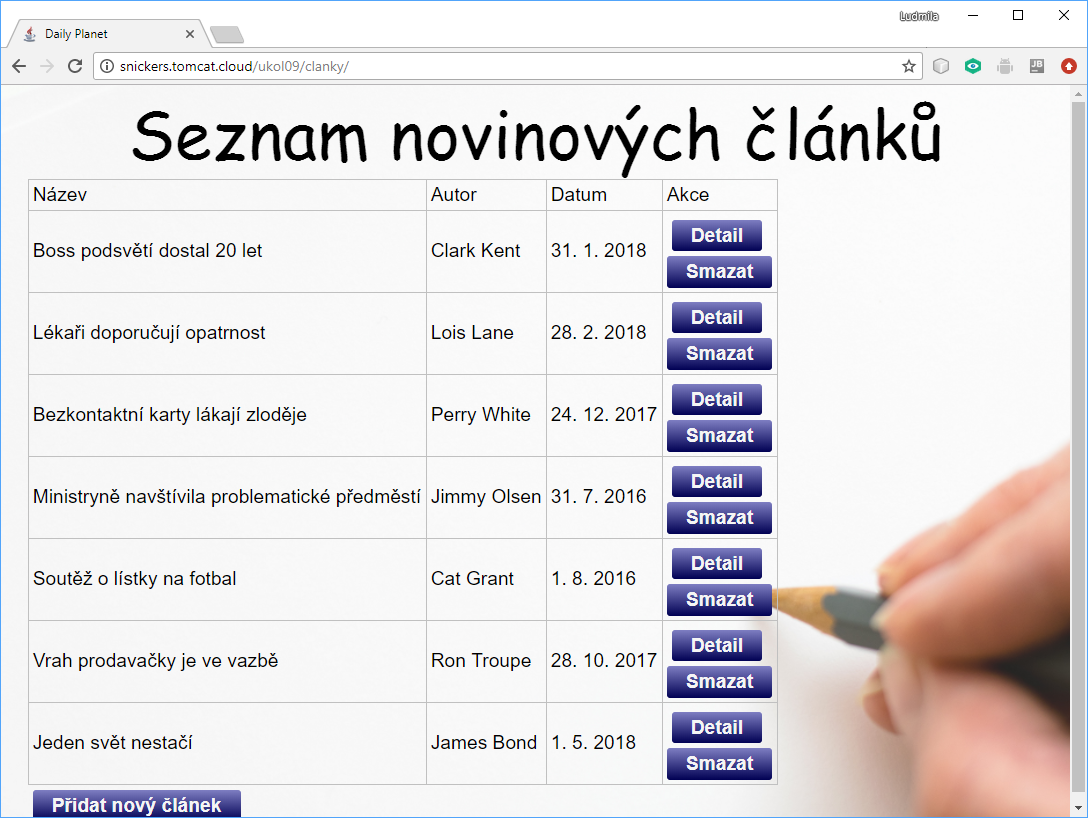 Ludmila
Daily Planet
snickers.tomcat.cloud/ukol09/clanky/
JB
Seznam novinových článků
Název Autor Datum Akce
Boss podsvětí dostal 20 let Clark Kent 31. 1. 2018 Detail
Smazat
Lékaři doporučují opatrnost Lois Lane 28. 2. 2018 Detail
Smazat
Bezkontaktní karty lákají zloděje Perry White 24. 12. 2017 Detail
Smazat
Ministryně navštívila problematické předměstí Jimmy Olsen 31. 7. 2016 Detail
Smazat
Soutěž o lístky na fotbal Cat Grant 1. 8. 2016 Detail
Smazat
Vrah prodavačky je ve vazbě Ron Troupe 28. 10. 2017 Detail
Smazat
Jeden svět nestačí James Bond 1. 5. 2018 Detail
Smazat
Přidat nový článek